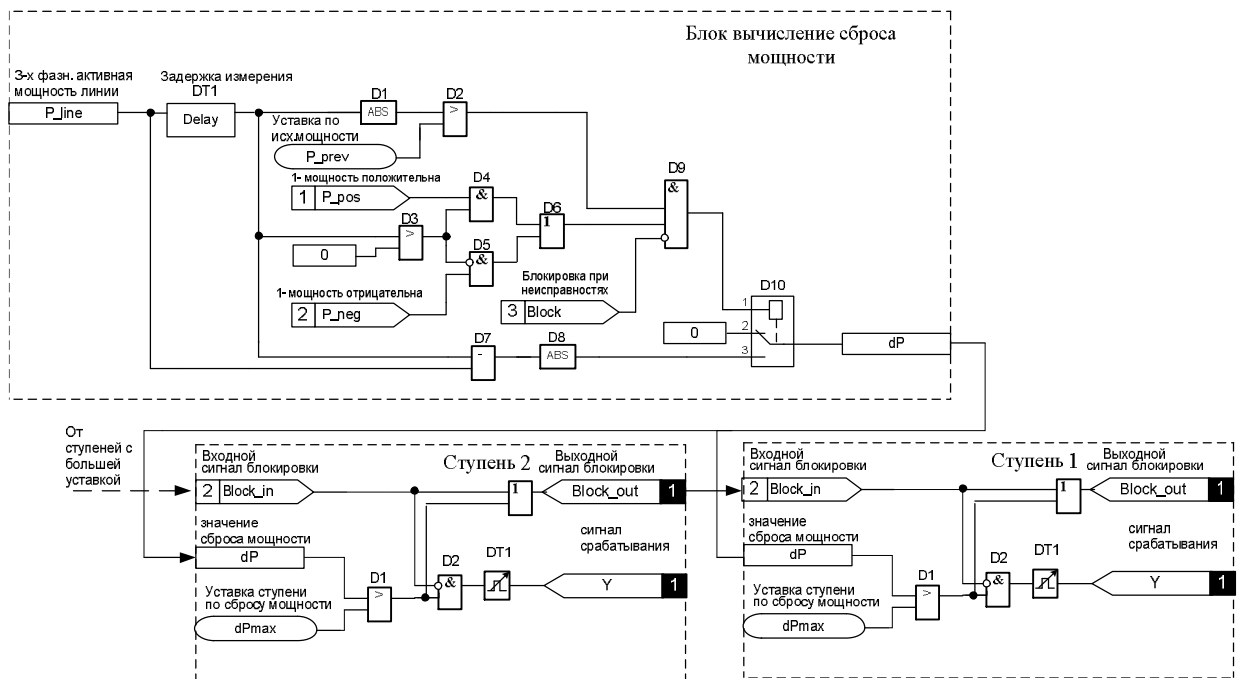 Блок вычисление сброса
мощности
3-х фазн. активная
мощность линии
P_line
Задержка измерения
DT1
Delay
D1
ABS
D2
>
Уставка по
исх.мощности
P_prev
1- мощность положительна
1 P_pos
D4
&
D3
>
0
D6
1
D5
&
1- мощность отрицательна
2 P_neg
D9
&
Блокировка при
неисправностях
3 Block
D7
-
D8
ABS
D10
1
2
3
0
dP
От
ступеней с
большей
уставкой
Входной
сигнал блокировки
Ступень 2
Выходной
сигнал блокировки
2 Block_in
1
Block_out 1
значение
сброса мощности
dP
сигнал
срабатывания
D1
>
D2
&
DT1
Y 1
Уставка ступени
по сбросу мощности
dPmax
Входной
сигнал блокировки
Ступень 1
Выходной
сигнал блокировки
2 Block_in
1
Block_out 1
значение
сброса мощности
dP
сигнал
срабатывания
D1
>
D2
&
DT1
Y 1
Уставка ступени
по сбросу мощности
dPmax